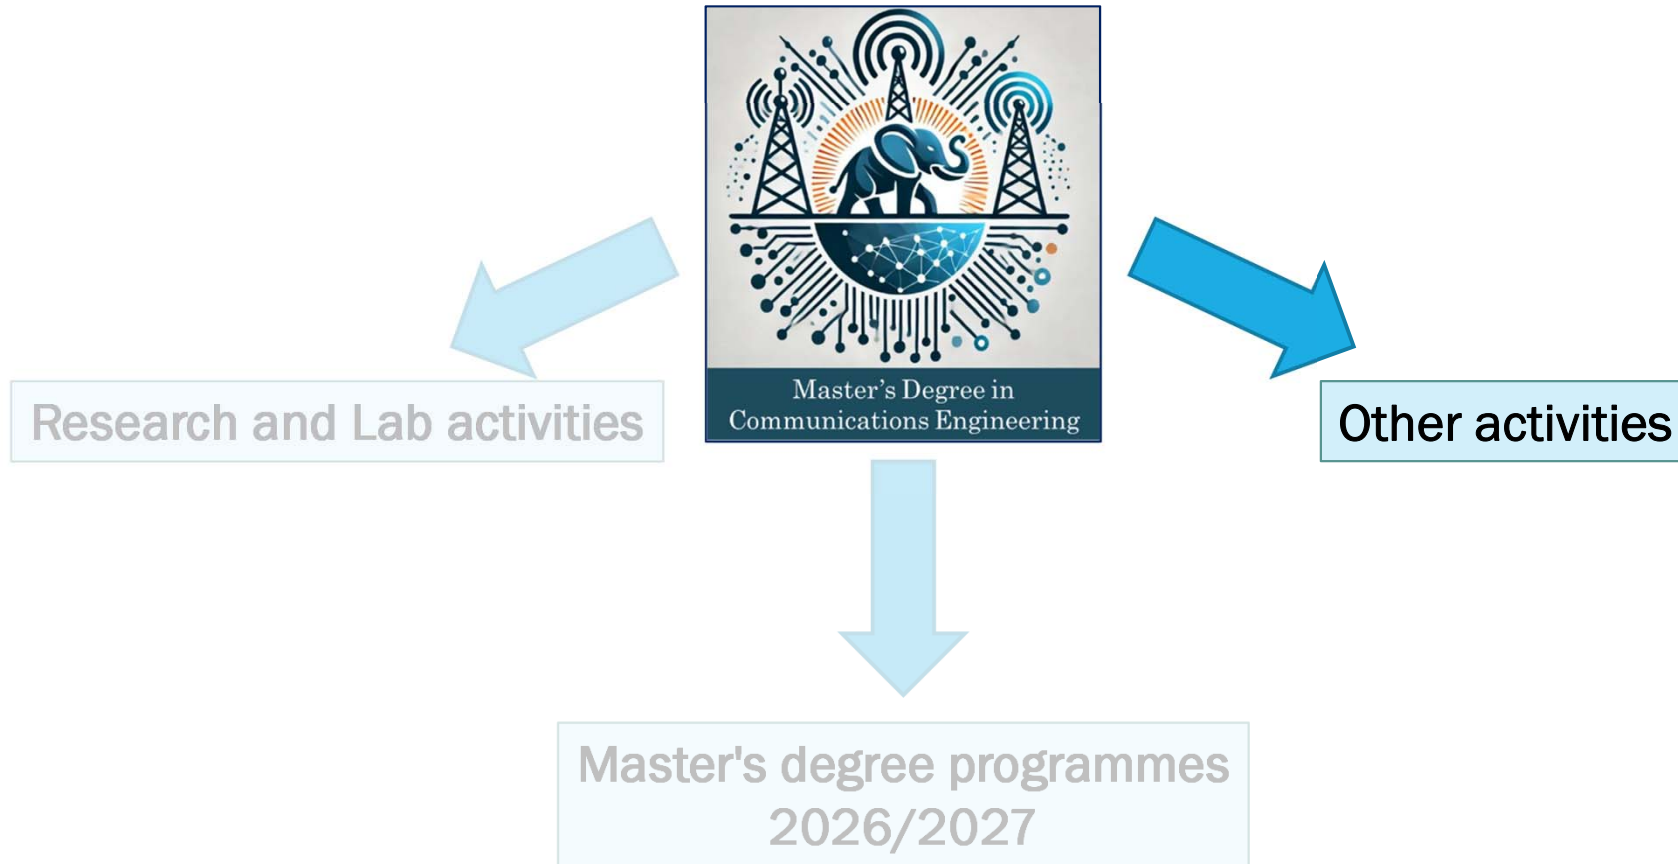 Master's Degree in
Communications Engineering
Research and Lab activities
Other activities
Master's degree programmes
2026/2027